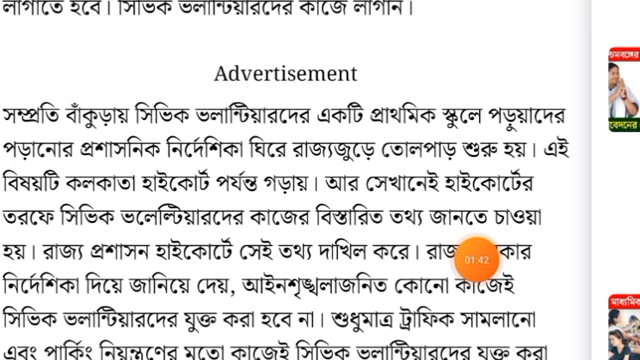 লাগাতে হবে। সিভিক ভলান্টিয়ারদের কাজে লাগান।
Advertisement
সম্প্রতি বাঁকুড়ায় সিভিক ভলান্টিয়ারদের একটি প্রাথমিক স্কুলে পড়ুয়াদের
পড়ানোর প্রশাসনিক নির্দেশিকা ঘিরে রাজ্যজুড়ে তোলপাড় শুরু হয়। এই
বিষয়টি কলকাতা হাইকোর্ট পর্যন্ত গড়ায়। আর সেখানেই হাইকোর্টের
তরফে সিভিক ভলেল্টিয়ারদের কাজের বিস্তারিত তথ্য জানতে চাওয়া
হয়। রাজ্য প্রশাসন হাইকোর্টে সেই তথ্য দাখিল করে।
01:42
নির্দেশিকা দিয়ে জানিয়ে দেয়, আইনশৃঙ্খলাজনিত কোনো কাজেই
সিভিক ভলান্টিয়ারদের যুক্ত করা হবে না। শুধুমাত্র ট্রাফিক সামলানো
এবং পার্কিং নিয়ন্ত্রণের মতো কাজেই সিভিক ভলান্টিয়ারদের যুক্ত করা